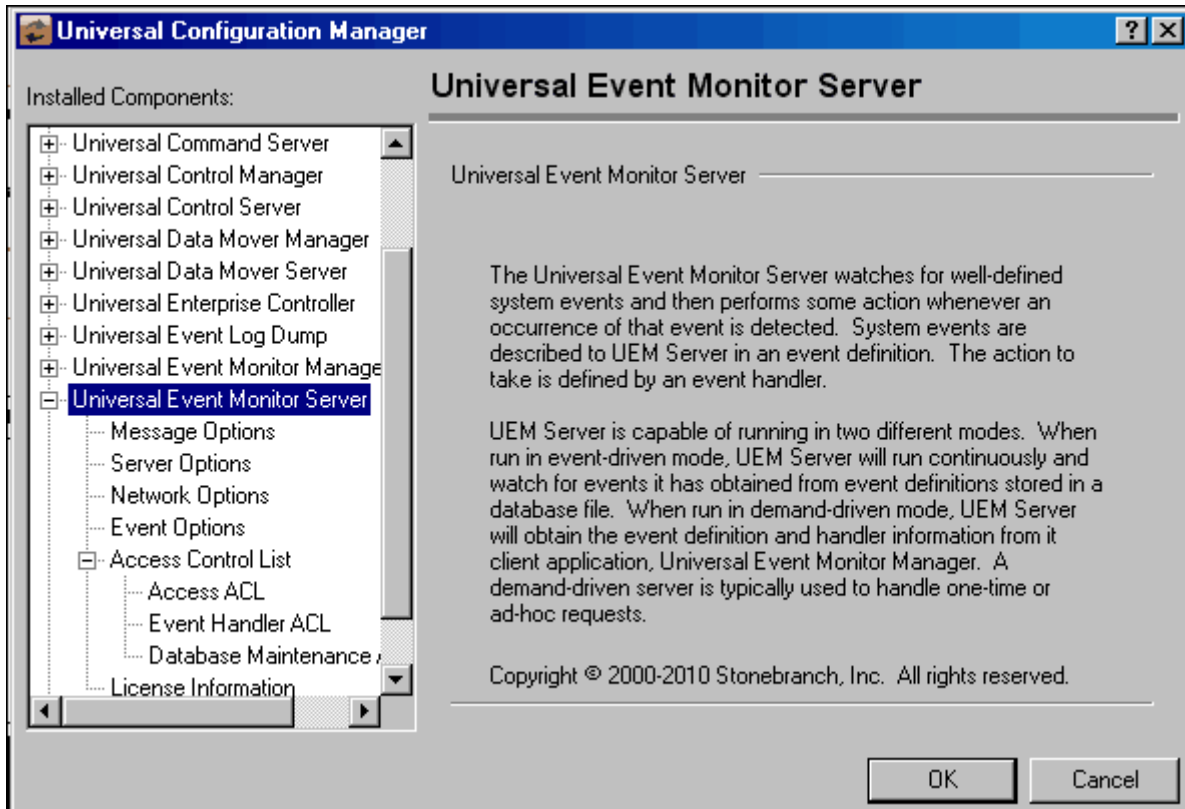 Universal Configuration Manager
Installed Components:
Universal Command Server
Universal Control Manager
Universal Control Server
Universal Data Mover Manager
Universal Data Mover Server
Universal Enterprise Controller
Universal Event Log Dump
Universal Event Monitor Manage
Universal Event Monitor Server
Message Options
Server Options
Network Options
Event Options
Access Control List
Access ACL
Event Handler ACL
Database Maintenance
License Information
Universal Event Monitor Server
Universal Event Monitor Server
The Universal Event Monitor Server watches for well-defined
system events and then performs some action whenever an
occurrence of that event is detected.  System events are
described to UEM Server in an event definition.  The action to
take is defined by an event handler.
UEM Server is capable of running in two different modes.  When
run in event-driven mode, UEM Server will run continuously and
watch for events it has obtained from event definitions stored in a
database file.  When run in demand-driven mode, UEM Server
will obtain the event definition and handler information from it
client application, Universal Event Monitor Manager.  A
demand-driven server is typically used to handle one-time or
ad-hoc requests.
Copyright © 2000-2010 Stonebranch, Inc.  All rights reserved.
OK
Cancel